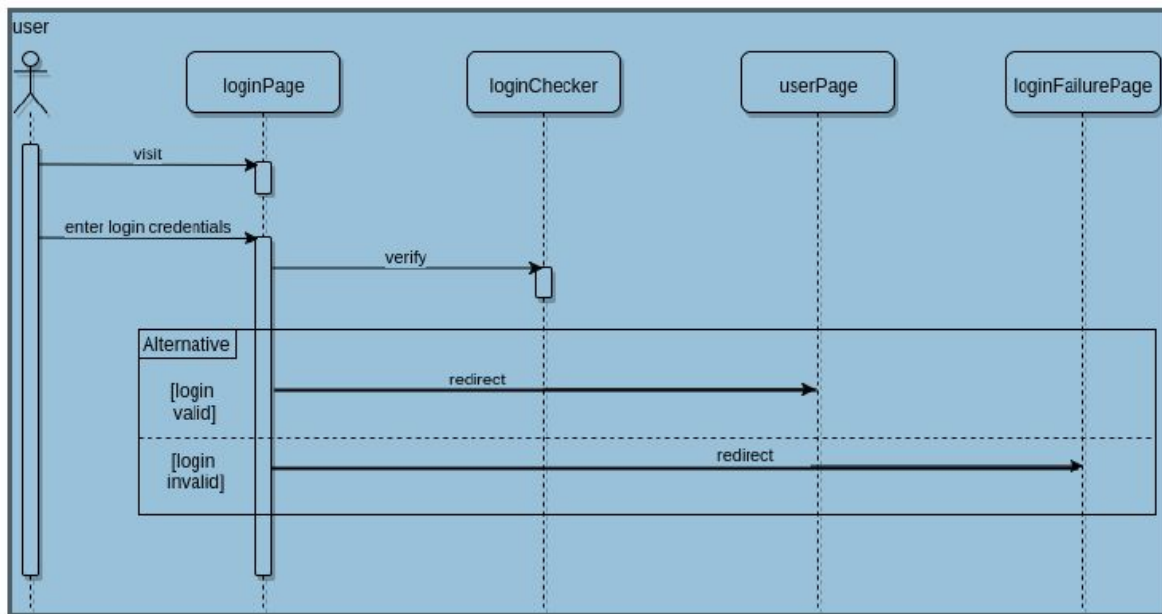 user
loginPage
loginChecker
userPage
loginFailurePage
visit
enter login credentials
verify
Alternative
redirect
[login
valid]
redirect
[login
invalid]